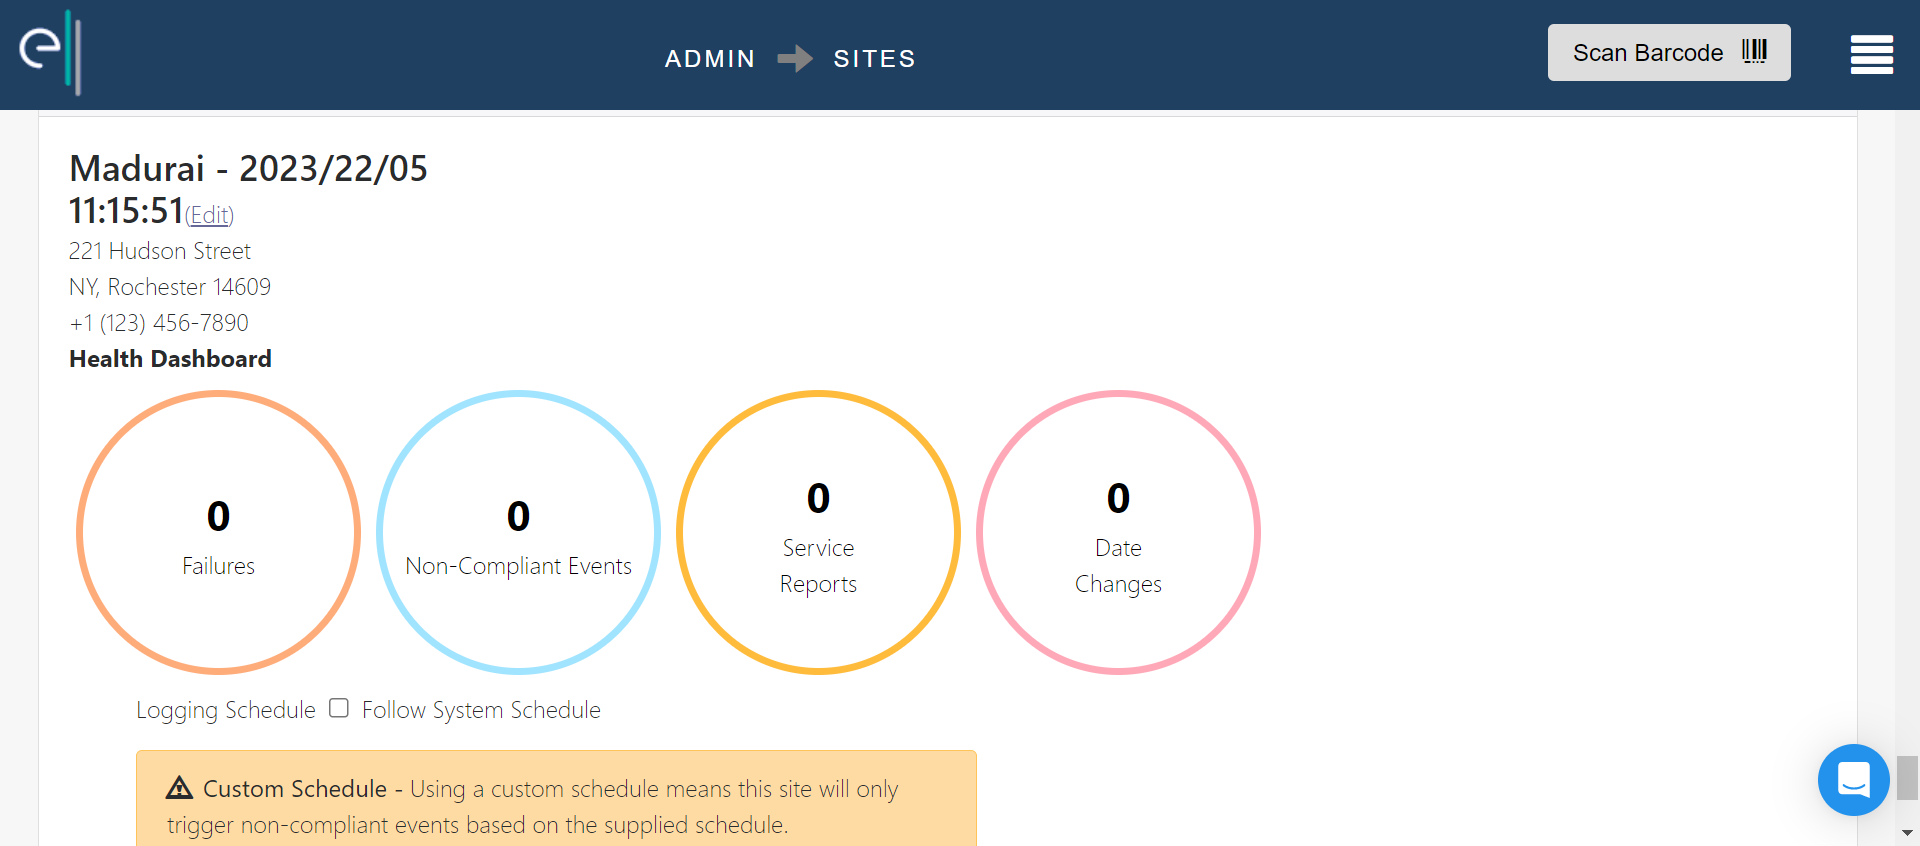 ell
ADMIN SITES
Scan Barcode
Madurai - 2023/22/05
11:15:51(Edit)
221 Hudson Street
NY, Rochester 14609
+1 (123) 456-7890
Health Dashboard
0
Failures
0
Non-Compliant Events
0
Service
Reports
0
Date
Changes
Logging Schedule Follow System Schedule
Custom Schedule - Using a custom schedule means this site will only
trigger non-compliant events based on the supplied schedule.